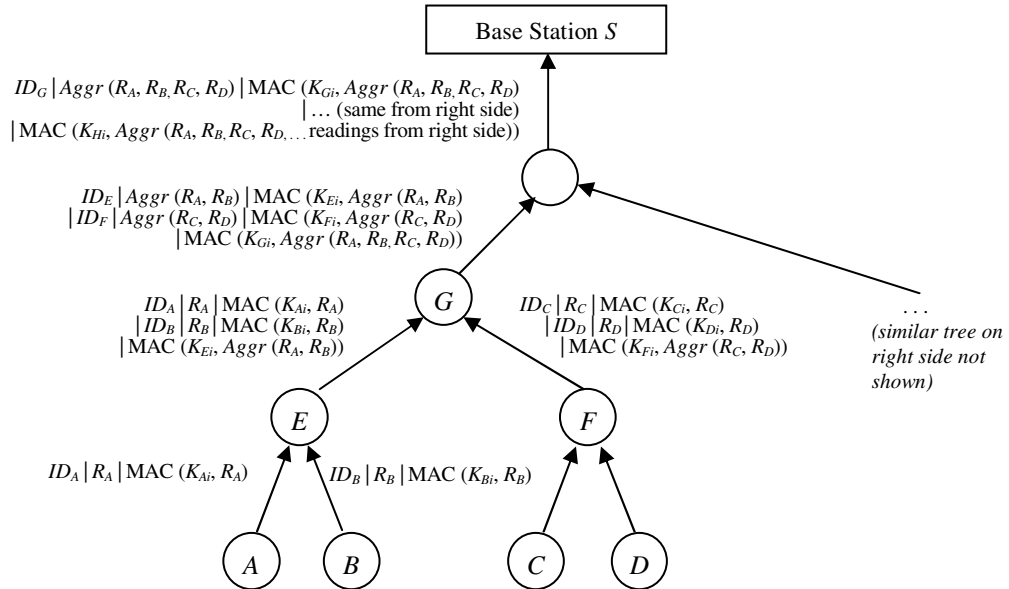 Base Station S
ID_G | Aggr (R_A, R_B, R_C, R_D) | MAC (K_Gi, Aggr (R_A, R_B, R_C, R_D)
| … (same from right side)
| MAC (K_Hi, Aggr (R_A, R_B, R_C, R_D, … readings from right side))
ID_E | Aggr (R_A, R_B) | MAC (K_Ei, Aggr (R_A, R_B)
| ID_F | Aggr (R_C, R_D) | MAC (K_Fi, Aggr (R_C, R_D)
| MAC (K_Gi, Aggr (R_A, R_B, R_C, R_D))
G
ID_A | R_A | MAC (K_Ai, R_A)
| ID_B | R_B | MAC (K_Bi, R_B)
| MAC (K_Ei, Aggr (R_A, R_B))
ID_C | R_C | MAC (K_Ci, R_C)
| ID_D | R_D | MAC (K_Di, R_D)
| MAC (K_Fi, Aggr (R_C, R_D))
. . .
(similar tree on
right side not
shown)
E
F
ID_A | R_A | MAC (K_Ai, R_A)
ID_B | R_B | MAC (K_Bi, R_B)
A
B
C
D